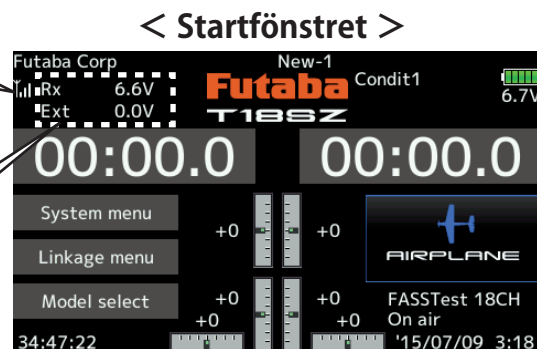 < Startfönstret >
Futaba Corp New-1
Rx 6.6V Futaba Condit1
Ext 0.0V T18SZ 6.7V
00:00.0 00:00.0
System menu
+0 +0
Linkage menu AIRPLANE
Model select +0 +0 FASSTest 18CH
+0 +0 On air
34:47:22 '15/07/09 3:18